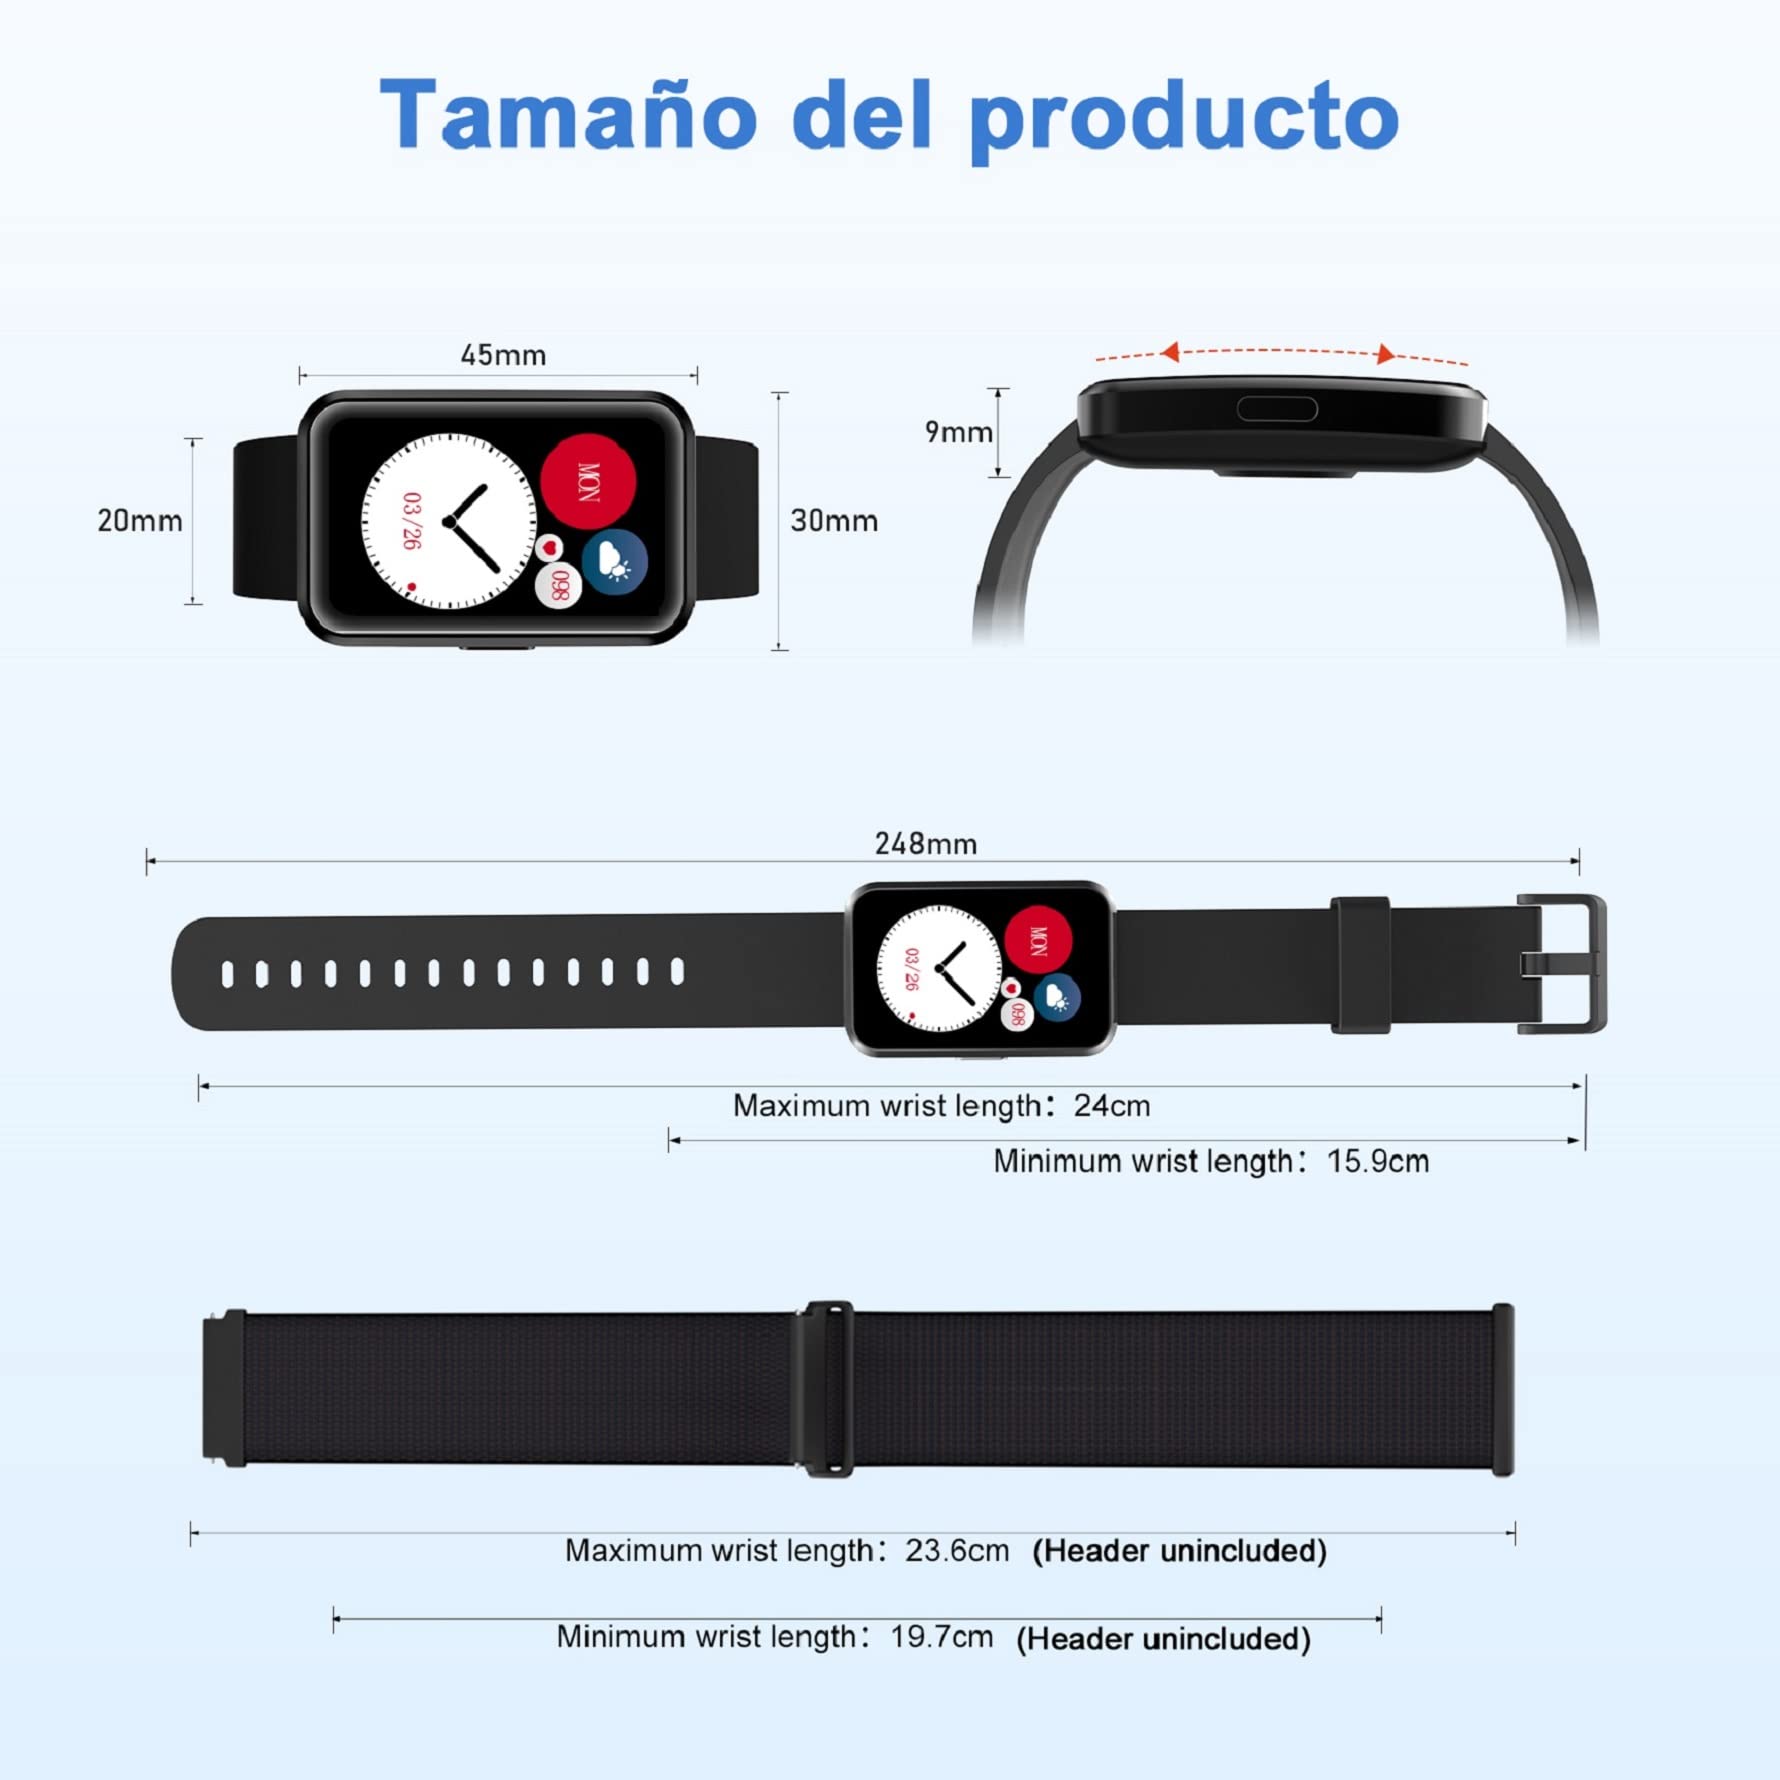 Tamaño del producto
45mm
20mm
03/26
MON
098
30mm
9mm
248mm
03/26
MON
098
Maximum wrist length: 24cm
Minimum wrist length: 15.9cm
Maximum wrist length: 23.6cm (Header unincluded)
Minimum wrist length: 19.7cm (Header unincluded)